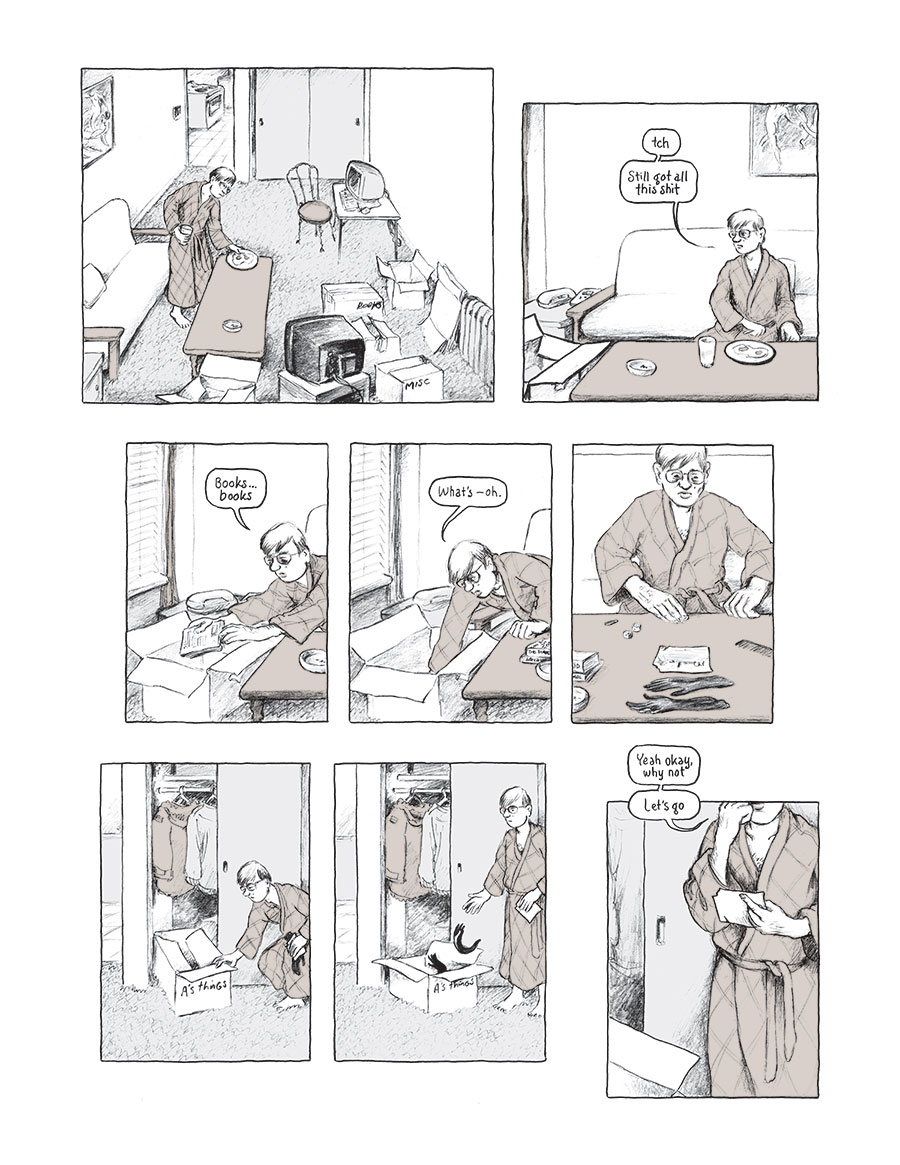 BOOKS
MISC
tch
Still got all
this shit
Books...
books
What's —oh.
A's things
A's things
Yeah okay,
why not
Let's go